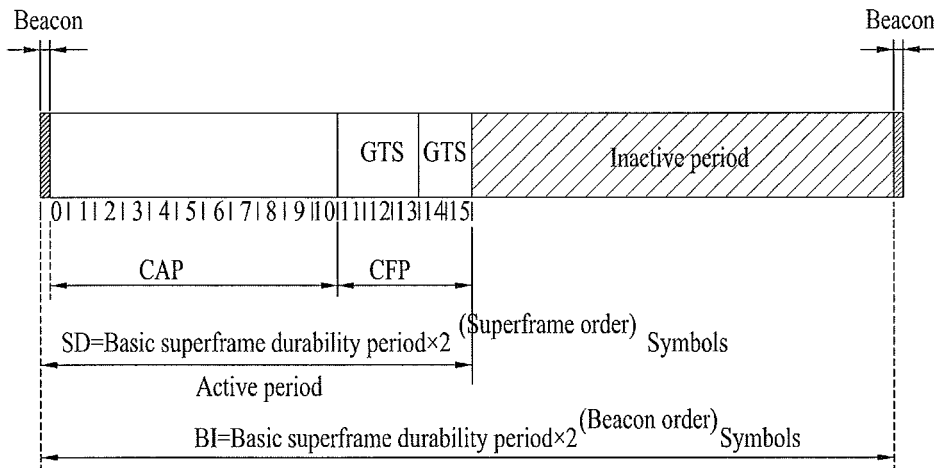 Beacon Beacon
GTS GTS Inactive period
0|1|2|3|4|5|6|7|8|9|10|11|12|13|14|15|
CAP CFP
SD=Basic superframe durability period×2(Superframe order) Symbols
Active period
BI=Basic superframe durability period×2(Beacon order) Symbols